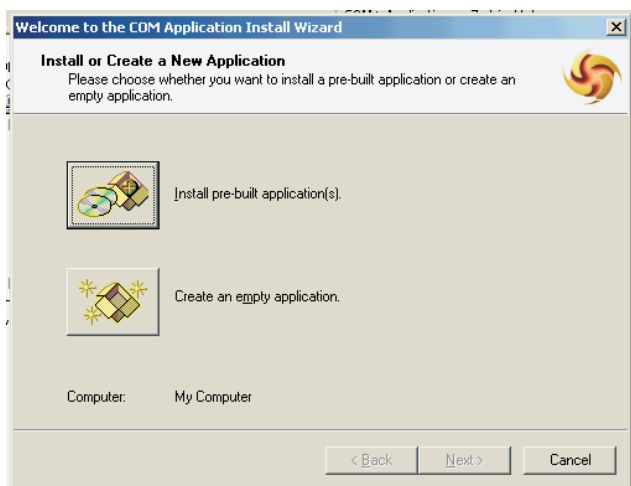 Welcome to the COM Application Install Wizard
Install or Create a New Application
Please choose whether you want to install a pre-built application or create an
empty application.
Install pre-built application(s).
Create an empty application.
Computer: My Computer
< Back Next > Cancel